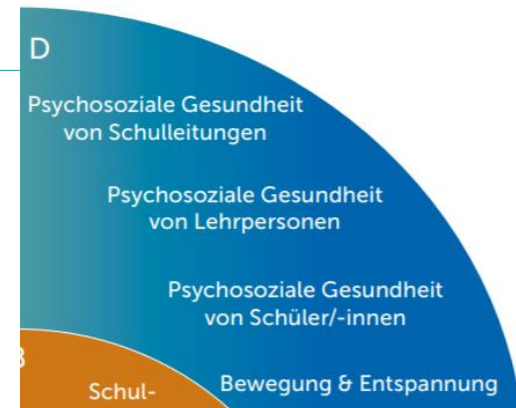 D
Psychosoziale Gesundheit
von Schulleitungen
Psychosoziale Gesundheit
von Lehrpersonen
Psychosoziale Gesundheit
von Schüler/-innen
Bewegung & Entspannung
Schul-